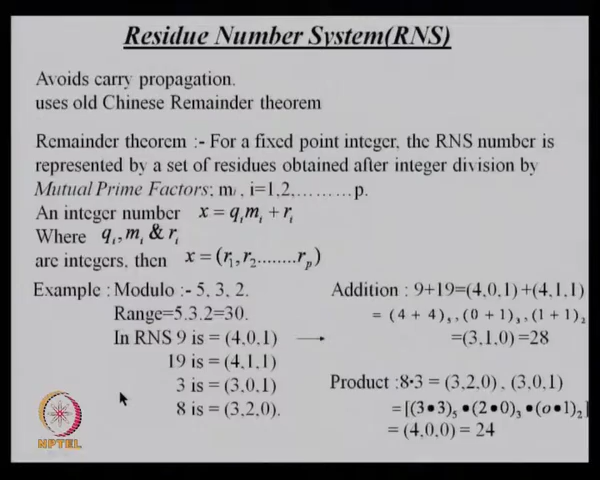 Residue Number System(RNS)
Avoids carry propagation.
uses old Chinese Remainder theorem
Remainder theorem :- For a fixed point integer, the RNS number is
represented by a set of residues obtained after integer division by
Mutual Prime Factors; mᵢ , i=1,2,………p.
An integer number x = qᵢmᵢ + rᵢ
Where qᵢ, mᵢ & rᵢ
are integers, then x = (r₁, r₂........rₚ)
Example : Modulo :- 5, 3, 2.
Range=5.3.2=30.
In RNS 9 is = (4,0,1) →
19 is = (4,1,1)
3 is = (3,0,1)
8 is = (3,2,0).
Addition : 9+19=(4,0,1)+(4,1,1)
= (4 + 4)₅,(0 + 1)₃,(1 + 1)₂
=(3,1,0)=28
Product :8•3 = (3,2,0) , (3,0,1)
=[(3•3)₅•(2•0)₃•(o•1)₂]
= (4,0,0) = 24
NPTEL